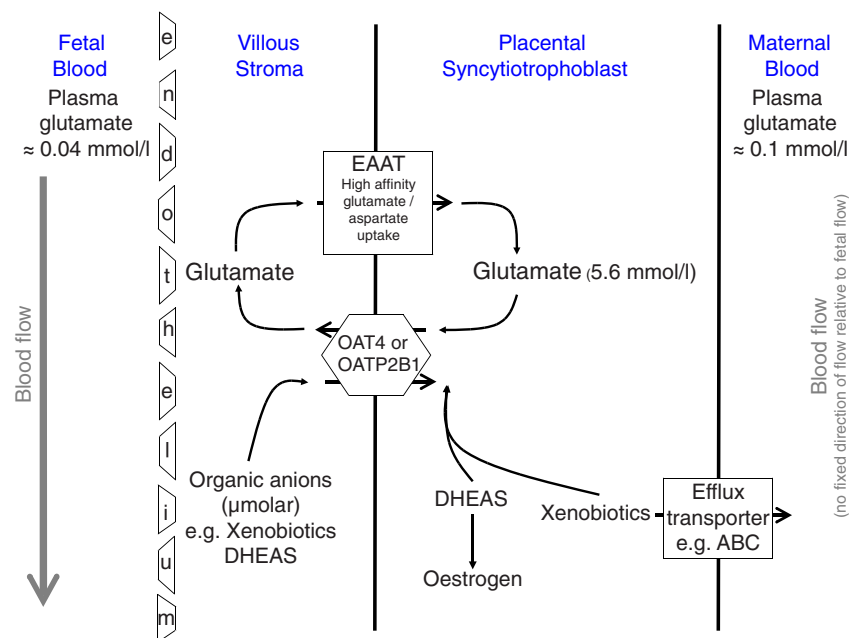 Fetal
Blood
Plasma
glutamate
≈ 0.04 mmol/l
Blood flow
e
n
d
o
t
h
e
l
i
u
m
Villous
Stroma
Placental
Syncytiotrophoblast
Maternal
Blood
Plasma
glutamate
≈ 0.1 mmol/l
EAAT
High affinity
glutamate /
aspartate
uptake
Glutamate
Glutamate (5.6 mmol/l)
OAT4 or
OATP2B1
Organic anions
(μmolar)
e.g. Xenobiotics
DHEAS
DHEAS
Oestrogen
Xenobiotics
Efflux
transporter
e.g. ABC
Blood flow
(no fixed direction of flow relative to fetal flow)